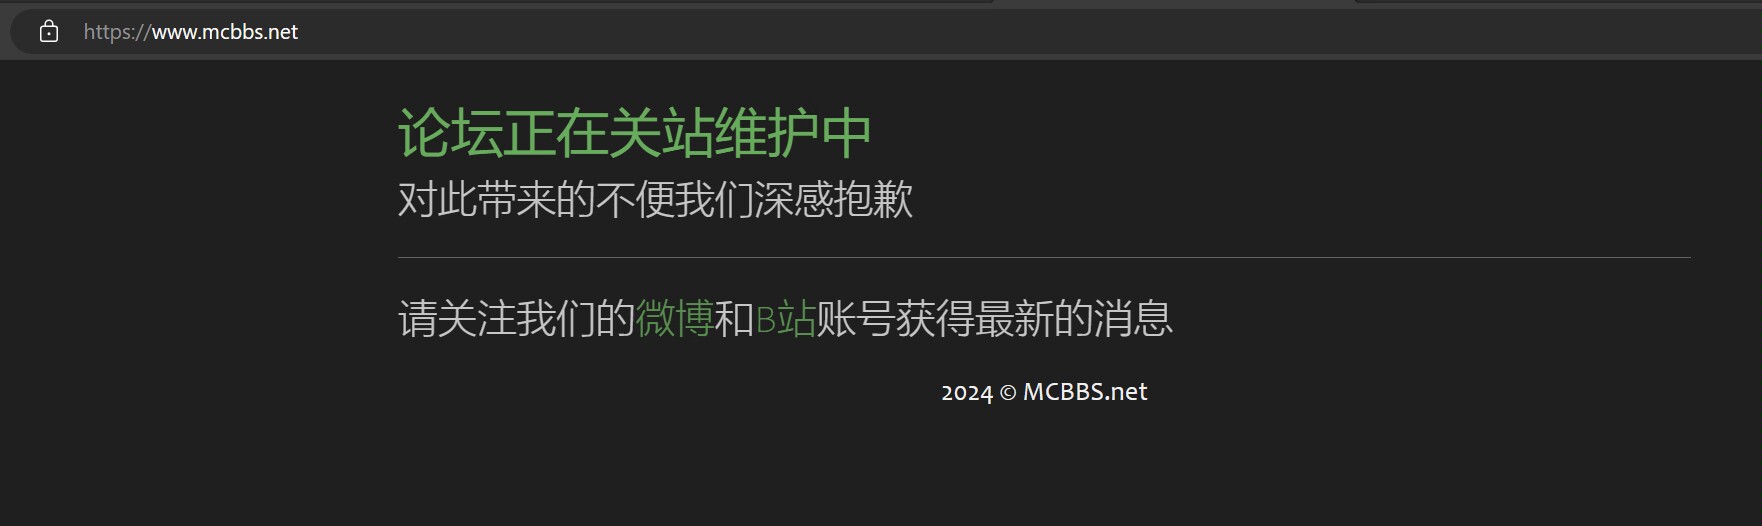 https://www.mcbbs.net
论坛正在关站维护中
对此带来的不便我们深感抱歉
请关注我们的微博和B站账号获得最新的消息
2024 © MCBBS.net